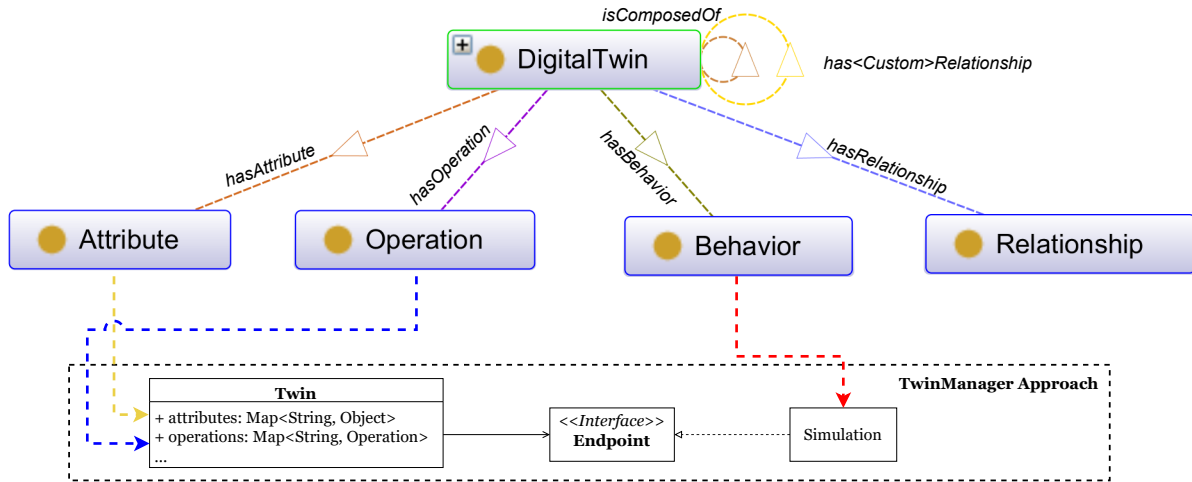 isComposedOf
DigitalTwin
has<Custom>Relationship
hasAttribute
hasOperation
hasBehavior
hasRelationship
Attribute
Operation
Behavior
Relationship
TwinManager Approach
Twin
+ attributes: Map<String, Object>
+ operations: Map<String, Operation>
...
<<Interface>>
Endpoint
Simulation